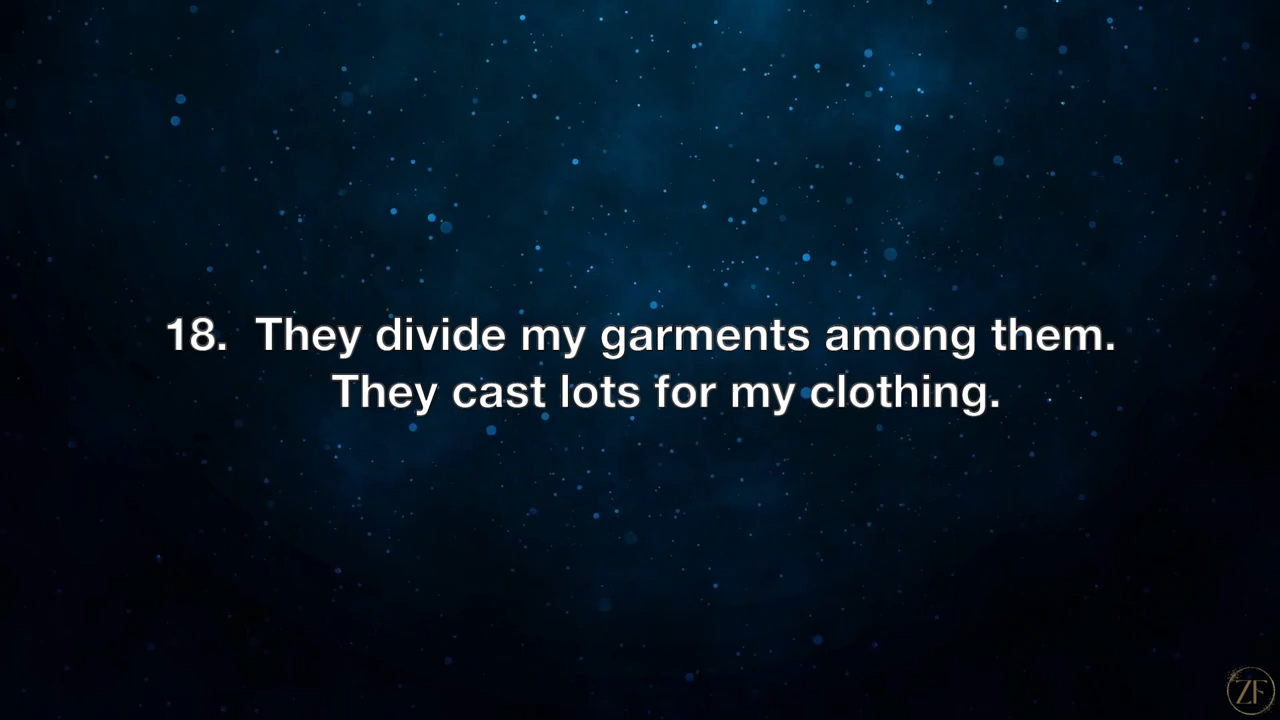 18. They divide my garments among them.
They cast lots for my clothing.
ZF